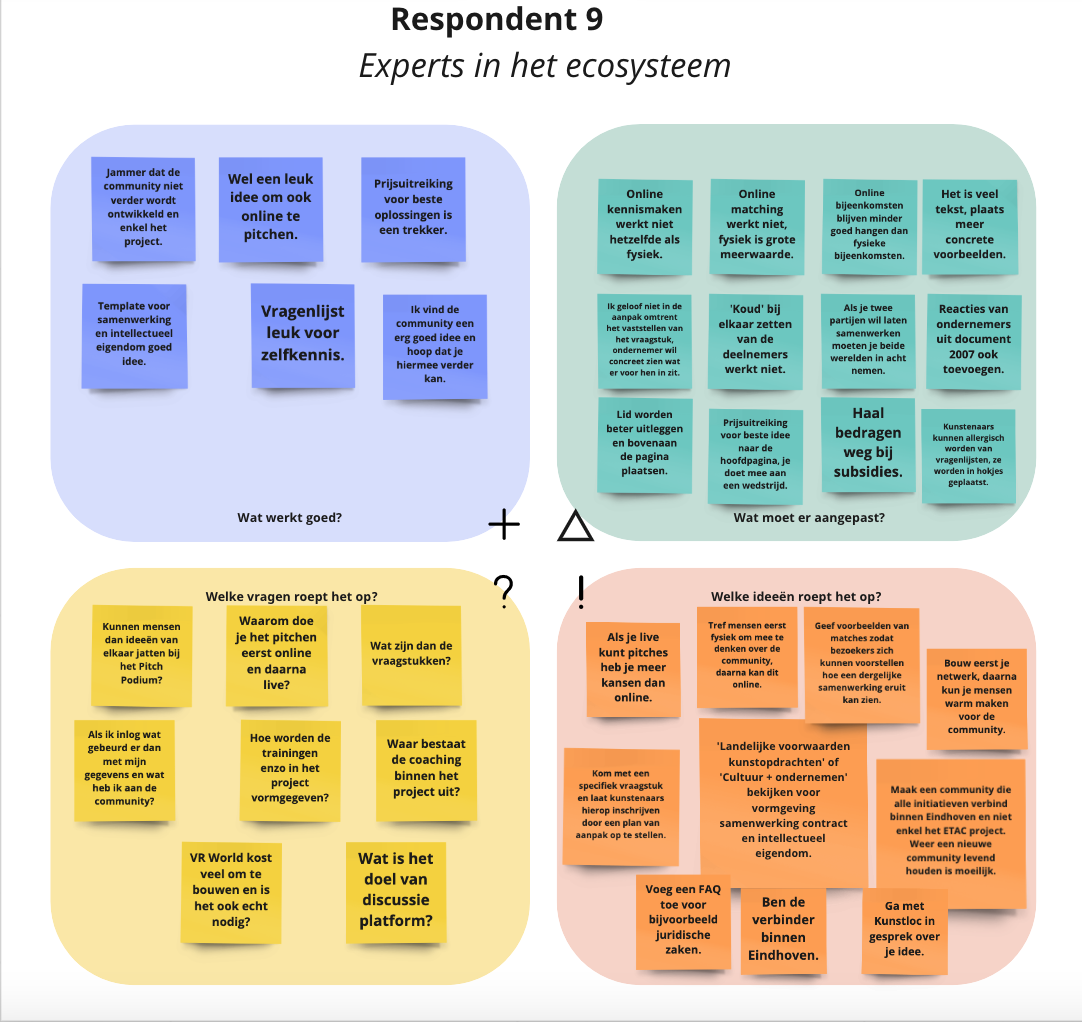 Respondent 9
Experts in het ecosysteem
Jammer dat de
community niet
verder wordt
ontwikkeld en
enkel het
project.
Wel een leuk
idee om ook
online te
pitchen.
Prijsuitreiking
voor beste
oplossingen is
een trekker.
Template voor
samenwerking
en intellectueel
eigendom goed
idee.
Vragenlijst
leuk voor
zelfkennis.
Ik vind de
community een
erg goed idee en
hoop dat je
hiermee verder
kan.
Wat werkt goed?
+
Online
kennismaken
werkt niet
hetzelfde als
fysiek.
Online
matching
werkt niet,
fysiek is grote
meerwaarde.
Online
bijeenkomsten
blijven minder
goed hangen dan
fysieke
bijeenkomsten.
Het is veel
tekst, plaats
meer
concrete
voorbeelden.
Ik geloof niet in de
aanpak omtrent
het vaststellen van
het vraagstuk,
ondernemer wil
concreet zien wat
er voor hen in zit.
'Koud' bij
elkaar zetten
van de
deelnemers
werkt niet.
Als je twee
partijen wil laten
samenwerken
moeten je beide
werelden in acht
nemen.
Reacties van
ondernemers
uit document
2007 ook
toevoegen.
Lid worden
beter uitleggen
en bovenaan
de pagina
plaatsen.
Prijsuitreiking
voor beste idee
naar de
hoofdpagina, je
doet mee aan
een wedstrijd.
Haal
bedragen
weg bij
subsidies.
Kunstenaars
kunnen allergisch
worden van
vragenlijsten, ze
worden in hokjes
geplaatst.
Wat moet er aangepast?
Welke vragen roept het op?
?
Kunnen mensen
dan ideeën van
elkaar jatten bij
het Pitch
Podium?
Waarom doe
je het pitchen
eerst online
en daarna
live?
Wat zijn dan de
vraagstukken?
Als ik inlog wat
gebeurd er dan
met mijn
gegevens en wat
heb ik aan de
community?
Hoe worden de
trainingen
enzo in het
project
vormgegeven?
Waar bestaat
de coaching
binnen het
project uit?
VR World kost
veel om te
bouwen en is
het ook echt
nodig?
Wat is het
doel van
discussie
platform?
!
Welke ideeën roept het op?
Als je live
kunt pitches
heb je meer
kansen dan
online.
Tref mensen eerst
fysiek om mee te
denken over de
community,
daarna kan dit
online.
Geef voorbeelden van
matches zodat
bezoekers zich
kunnen voorstellen
hoe een dergelijke
samenwerking eruit
kan zien.
Bouw eerst je
netwerk, daarna
kun je mensen
warm maken
voor de
community.
Kom met een
specifiek vraagstuk
en laat kunstenaars
hierop inschrijven
door een plan van
aanpak op te stellen.
'Landelijke voorwaarden
kunstopdrachten' of
'Cultuur + ondernemen'
bekijken voor
vormgeving
samenwerking contract
en intellectueel
eigendom.
Maak een community die
alle initiatieven verbind
binnen Eindhoven en niet
enkel het ETAC project.
Weer een nieuwe
community levend
houden is moeilijk.
Voeg een FAQ
toe voor
bijvoorbeeld
juridische
zaken.
Ben de
verbinder
binnen
Eindhoven.
Ga met
Kunstloc in
gesprek over
je idee.